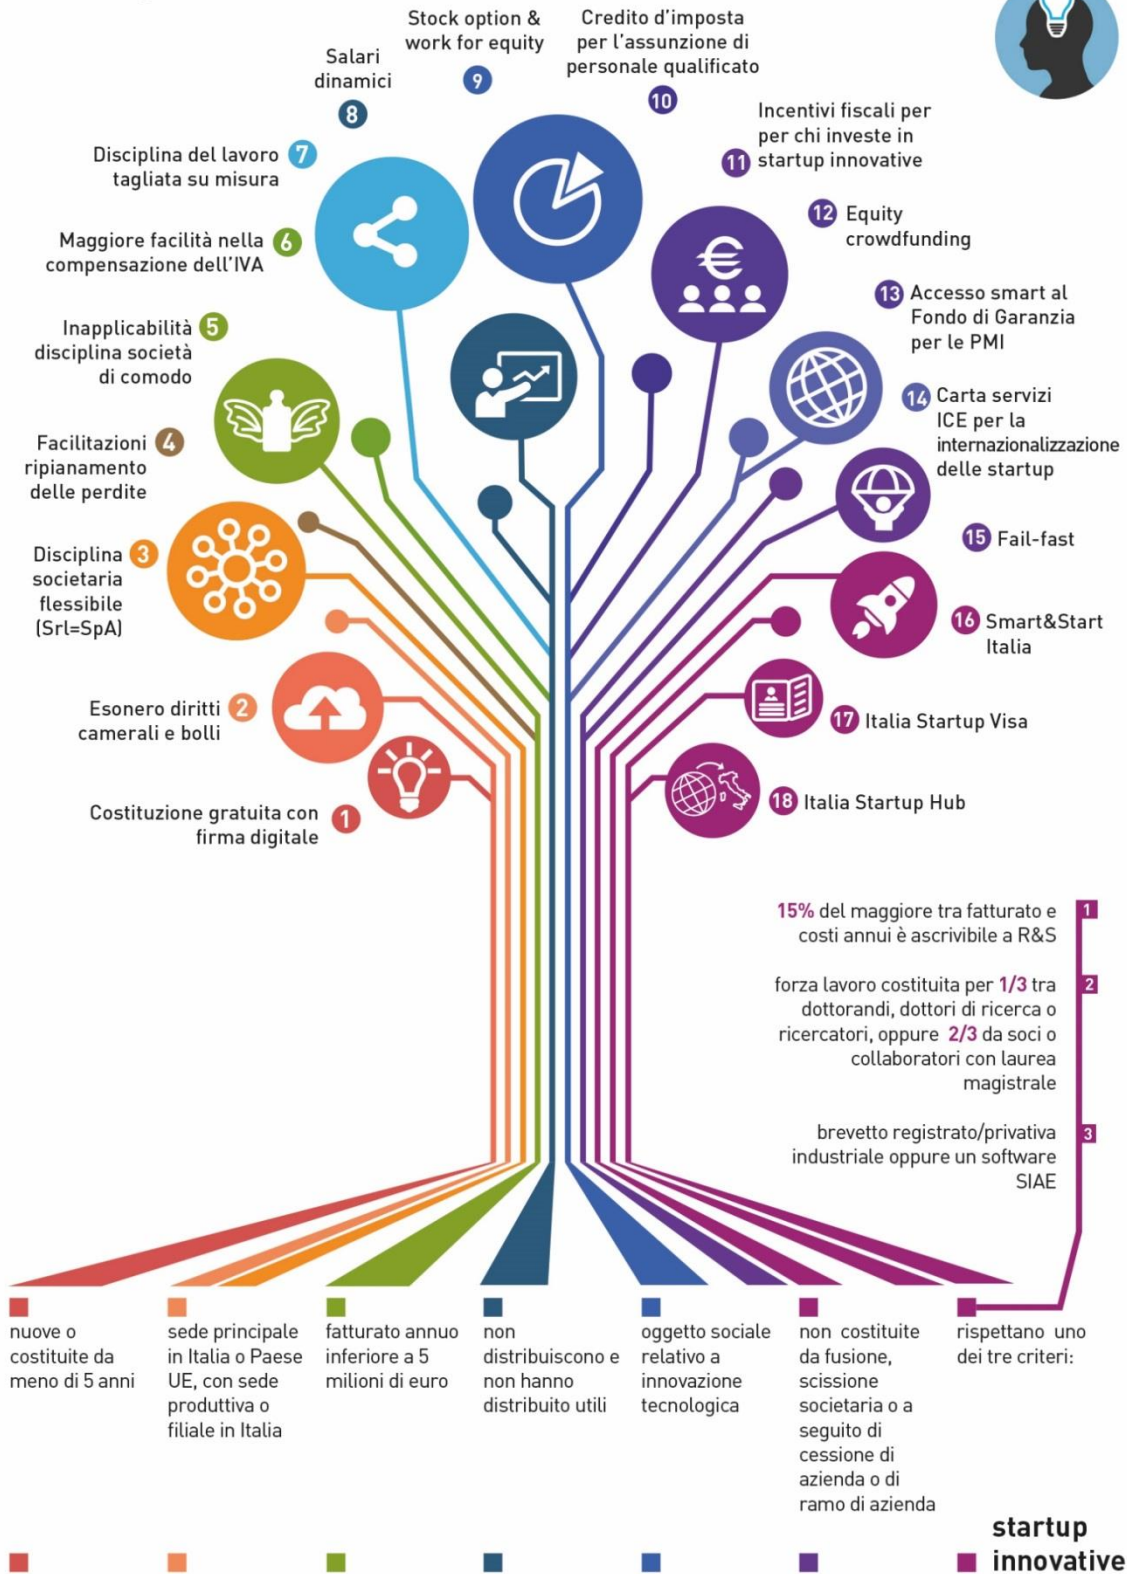 Stock option &
work for equity
9
Credito d'imposta
per l'assunzione di
personale qualificato
10
Salari
dinamici
8
Incentivi fiscali per
per chi investe in
11 startup innovative
Disciplina del lavoro 7
tagliata su misura
12 Equity
crowdfunding
Maggiore facilità nella 6
compensazione dell'IVA
13 Accesso smart al
Fondo di Garanzia
per le PMI
Inapplicabilità 5
disciplina società
di comodo
14 Carta servizi
ICE per la
internazionalizzazione
delle startup
Facilitazioni 4
ripianamento
delle perdite
15 Fail-fast
Disciplina 3
societaria
flessibile
(Srl=SpA)
16 Smart&Start
Italia
Esonero diritti 2
camerali e bolli
17 Italia Startup Visa
Costituzione gratuita con 1
firma digitale
18 Italia Startup Hub
15% del maggiore tra fatturato e 1
costi annui è ascrivibile a R&S
forza lavoro costituita per 1/3 tra 2
dottorandi, dottori di ricerca o
ricercatori, oppure 2/3 da soci o
collaboratori con laurea
magistrale
brevetto registrato/privativa 3
industriale oppure un software
SIAE
nuove o
costituite da
meno di 5 anni
sede principale
in Italia o Paese
UE, con sede
produttiva o
filiale in Italia
fatturato annuo
inferiore a 5
milioni di euro
non
distribuiscono e
non hanno
distribuito utili
oggetto sociale
relativo a
innovazione
tecnologica
non costituite
da fusione,
scissione
societaria o a
seguito di
cessione di
azienda o di
ramo di azienda
rispettano uno
dei tre criteri:
startup
innovative